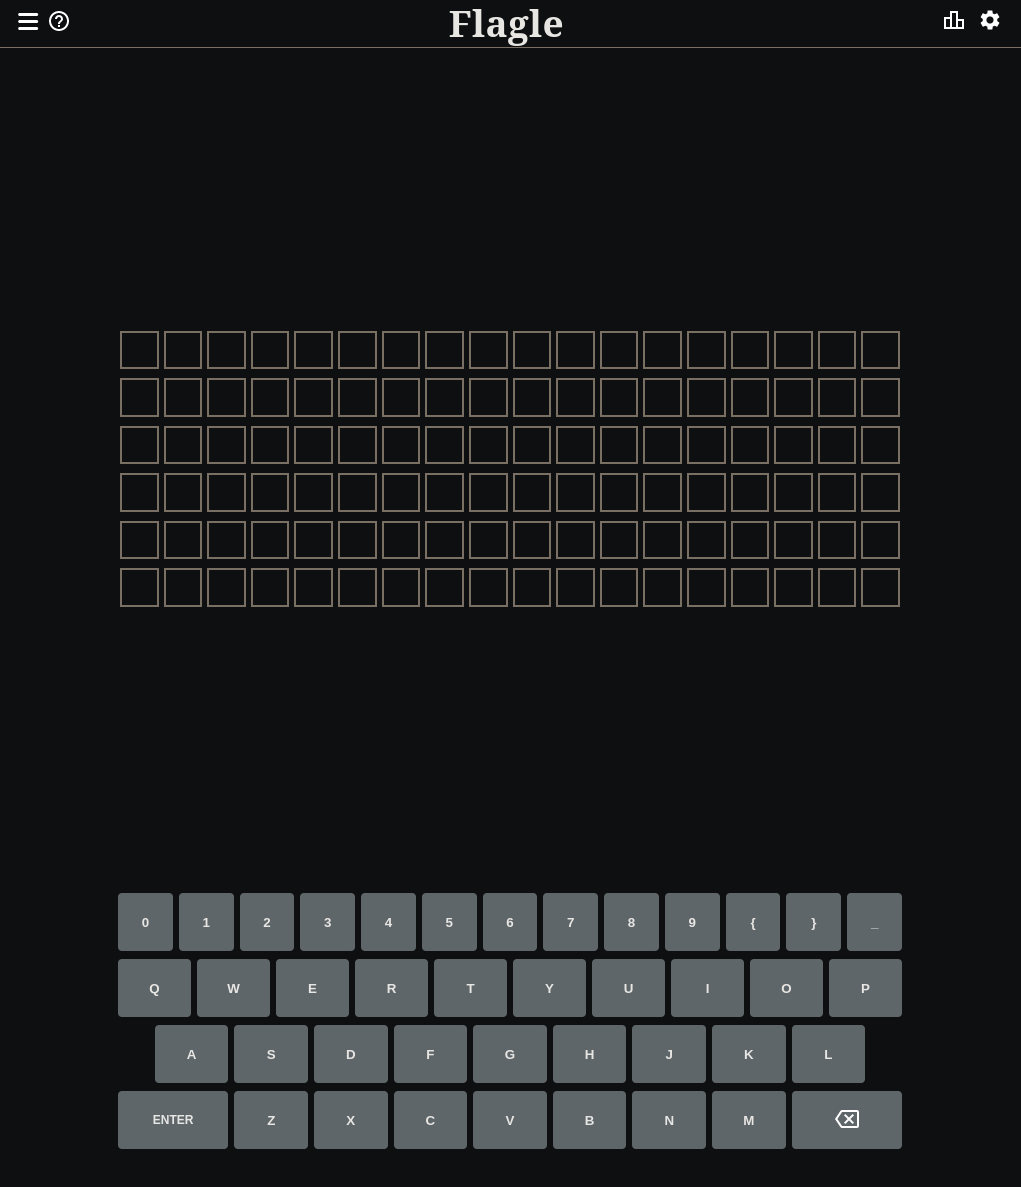 Flagle
0 1 2 3 4 5 6 7 8 9 { } _
Q W E R T Y U I O P
A S D F G H J K L
ENTER Z X C V B N M